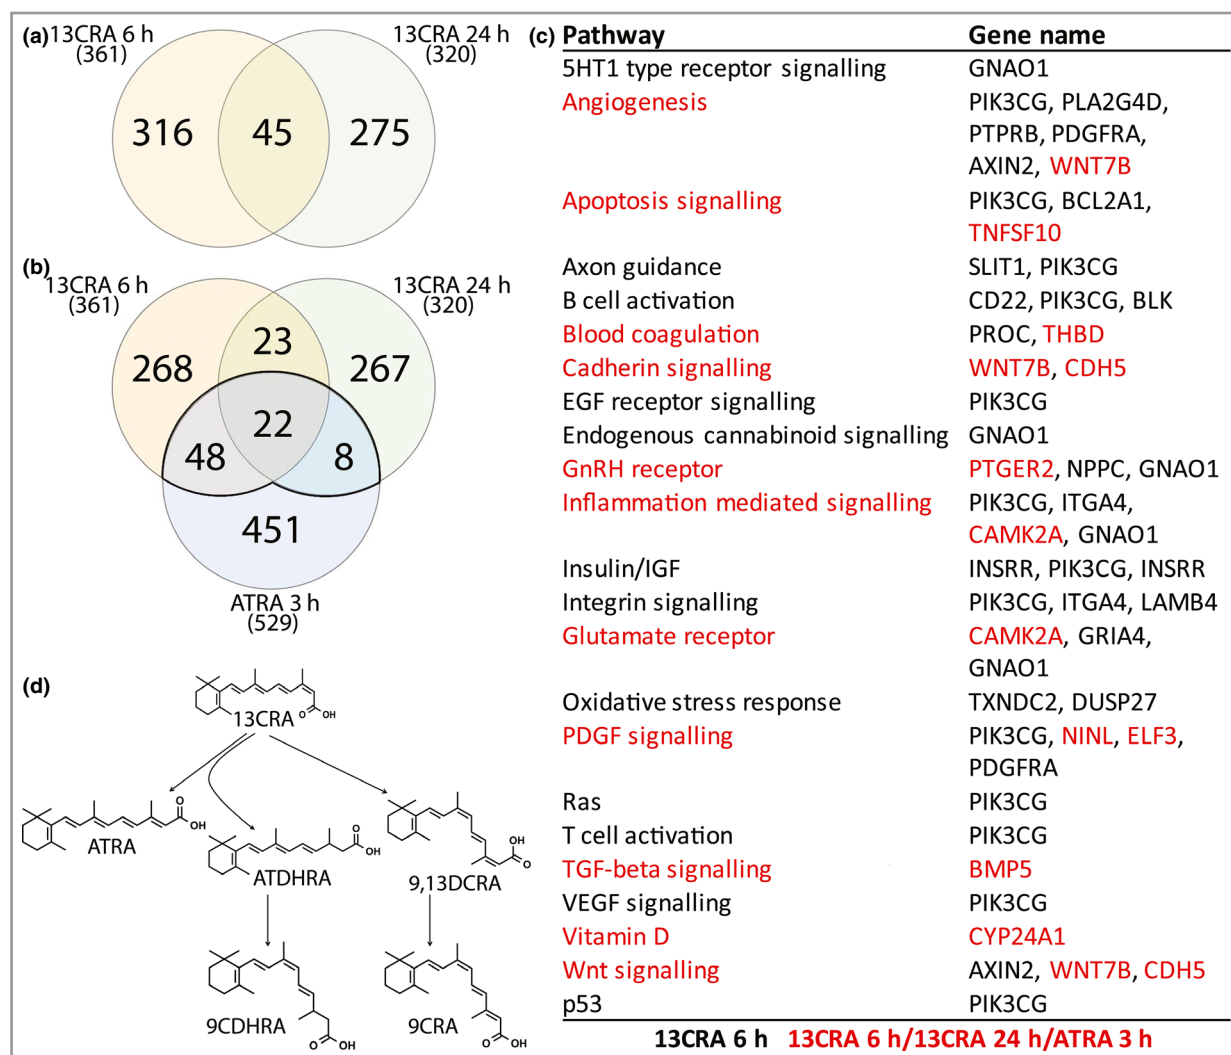 (a) 13CRA 6 h
(361)
13CRA 24 h
(320)
316
45
275
(b)
13CRA 6 h
(361)
13CRA 24 h
(320)
23
268
267
22
48
8
451
ATRA 3 h
(529)
(c) Pathway Gene name
5HT1 type receptor signalling GNAO1
Angiogenesis PIK3CG, PLA2G4D,
PTPRB, PDGFRA,
AXIN2, WNT7B
Apoptosis signalling PIK3CG, BCL2A1,
TNFSF10
Axon guidance SLIT1, PIK3CG
B cell activation CD22, PIK3CG, BLK
Blood coagulation PROC, THBD
Cadherin signalling WNT7B, CDH5
EGF receptor signalling PIK3CG
Endogenous cannabinoid signalling GNAO1
GnRH receptor PTGER2, NPPC, GNAO1
Inflammation mediated signalling PIK3CG, ITGA4,
CAMK2A, GNAO1
Insulin/IGF INSRR, PIK3CG, INSRR
Integrin signalling PIK3CG, ITGA4, LAMB4
Glutamate receptor CAMK2A, GRIA4,
GNAO1
Oxidative stress response TXNDC2, DUSP27
PDGF signalling PIK3CG, NINL, ELF3,
PDGFRA
Ras PIK3CG
T cell activation PIK3CG
TGF-beta signalling BMP5
VEGF signalling PIK3CG
Vitamin D CYP24A1
Wnt signalling AXIN2, WNT7B, CDH5
p53 PIK3CG
13CRA 6 h 13CRA 6 h/13CRA 24 h/ATRA 3 h
(d)
O OH
13CRA
O
OH
ATRA
O
OH
ATDHRA
OH
O
9,13DCRA
O OH
9CDHRA
O OH
9CRA